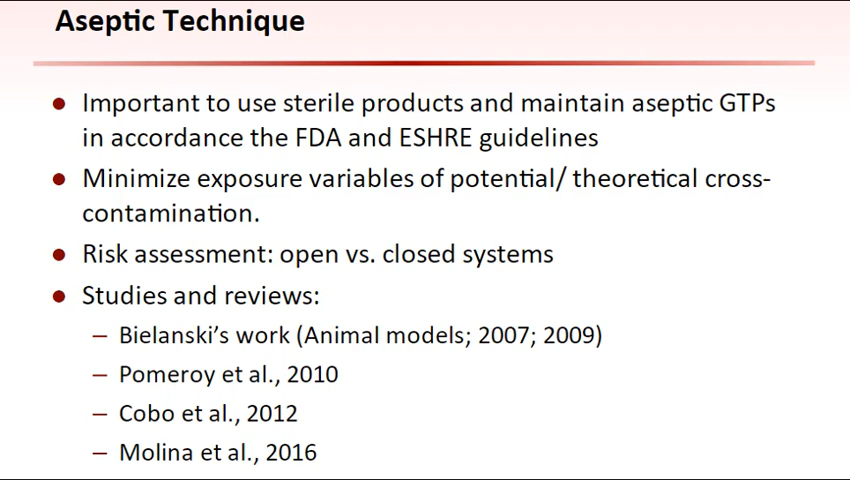 Aseptic Technique
● Important to use sterile products and maintain aseptic GTPs
in accordance the FDA and ESHRE guidelines
● Minimize exposure variables of potential/ theoretical cross-
contamination.
● Risk assessment: open vs. closed systems
● Studies and reviews:
– Bielanski’s work (Animal models; 2007; 2009)
– Pomeroy et al., 2010
– Cobo et al., 2012
– Molina et al., 2016